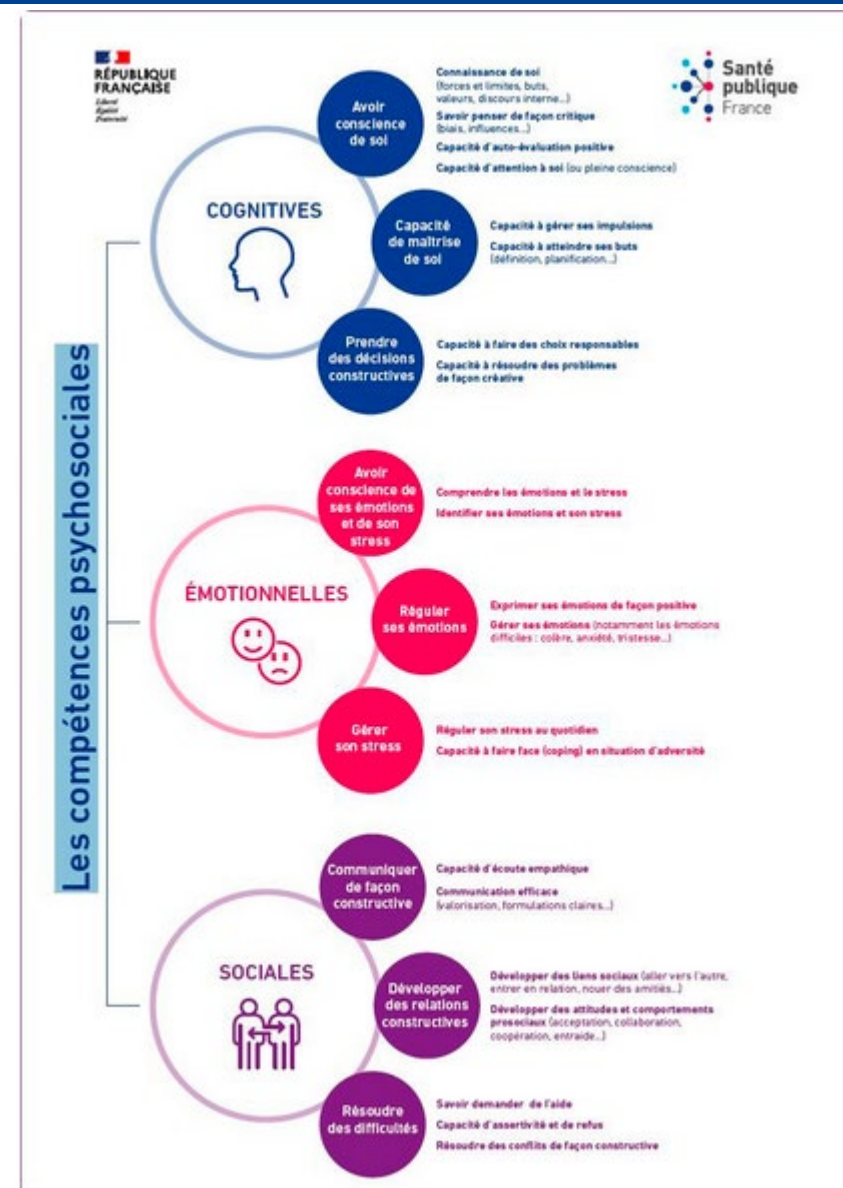 RÉPUBLIQUE
FRANÇAISE
Liberté
Égalité
Fraternité
Santé
publique
France
Les compétences psychosociales
COGNITIVES
Avoir
conscience
de soi
Connaissance de soi
(forces et limites, buts,
valeurs, discours interne...)
Savoir penser de façon critique
(biais, influences...)
Capacité d'auto-évaluation positive
Capacité d'attention à soi (ou pleine conscience)
Capacité
de maîtrise
de soi
Capacité à gérer ses impulsions
Capacité à atteindre ses buts
(définition, planification...)
Prendre
des décisions
constructives
Capacité à faire des choix responsables
Capacité à résoudre des problèmes
de façon créative
ÉMOTIONNELLES
Avoir
conscience de
ses émotions
et de son
stress
Comprendre les émotions et le stress
Identifier ses émotions et son stress
Réguler
ses émotions
Exprimer ses émotions de façon positive
Gérer ses émotions (notamment les émotions
difficiles : colère, anxiété, tristesse...)
Gérer
son stress
Réguler son stress au quotidien
Capacité à faire face (coping) en situation d'adversité
SOCIALES
Communiquer
de façon
constructive
Capacité d'écoute empathique
Communication efficace
(valorisation, formulations claires...)
Développer
des relations
constructives
Développer des liens sociaux (aller vers l'autre,
entrer en relation, nouer des amitiés...)
Développer des attitudes et comportements
prosociaux (acceptation, collaboration,
coopération, entraide...)
Résoudre
des difficultés
Savoir demander de l'aide
Capacité d'assertivité et de refus
Résoudre des conflits de façon constructive